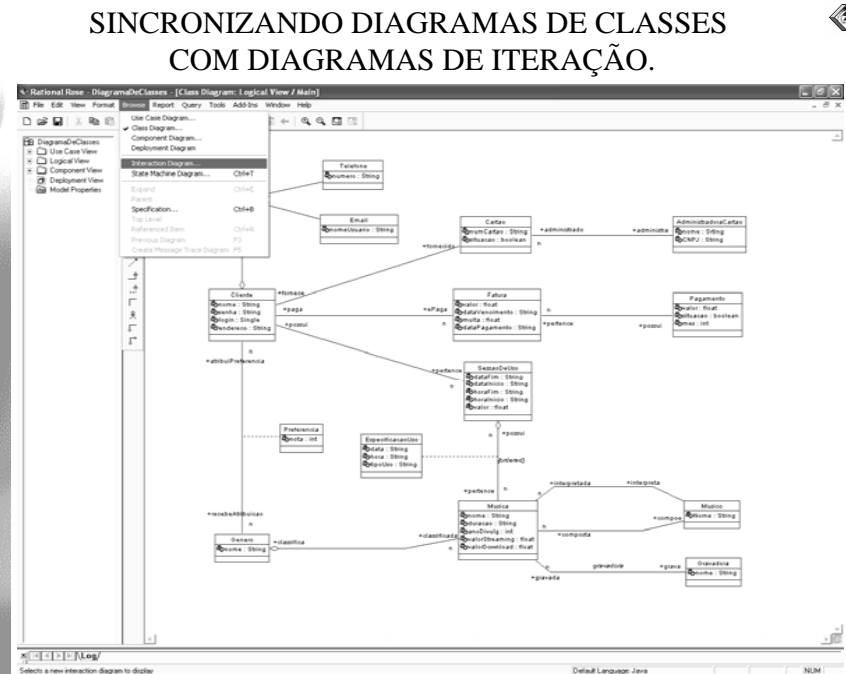 SINCRONIZANDO DIAGRAMAS DE CLASSES
COM DIAGRAMAS DE ITERAÇÃO.
Rational Rose - DiagramaDeClasses - [Class Diagram: Logical View / Main]
File Edit View Format Browse Report Query Tools Add-Ins Window Help
Use Case Diagram...
Class Diagram...
Component Diagram...
Deployment Diagram
Interaction Diagram...
State Machine Diagram... Ctrl+T
Expand Ctrl+E
Parent
Specification... Ctrl+B
Top Level
Referenced Item Ctrl+R
Previous Diagram F3
Create Message Trace Diagram F5
DiagramaDeClasses
Use Case View
Logical View
Component View
Deployment View
Model Properties
Telefone
numero : String
Email
nomeUsuario : String
Cartao
numCartao : String
situacao : boolean
+administrado
+administra
AdministradoraCartao
nome : Srting
CNPJ : String
+fornecido
n
Cliente
nome : String
senha : String
login : Single
endereco : String
+fornece
+paga
+possui
+ePaga
n
Fatura
valor : float
dataVencimento : String
multa : float
dataPagamento : String
n
+pertence
+possui
Pagamento
valor : float
situacao : boolean
mes : int
n
+atribuiPreferencia
+pertence
n
SessaoDeUso
dataFim : String
dataInicio : String
horaFim : String
horaInicio : String
valor : float
Preferencia
nota : int
EspecificacaoUso
data : String
hora : String
tipoUso : String
n +possui
{ordered}
+pertence n
+recebeAtribuicao
n
Genero
nome : String
+classifica
+classificada
n
Musica
nome : String
duracao : String
anoDivulg : int
valorStreaming : float
valorDownload : float
+interpretada
+interpreta
n
n
+composta
+compoe
Musico
Nome : String
n
+gravada
gravadora
+grava
Gravadora
nome : String
Log
Selects a new interaction diagram to display
Default Language: Java
NUM